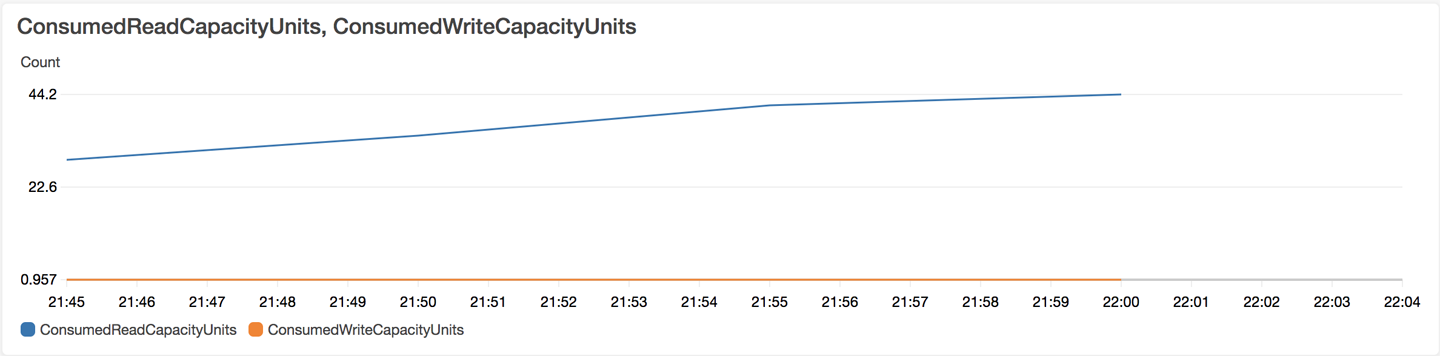 ConsumedReadCapacityUnits, ConsumedWriteCapacityUnits
Count
44.2
22.6
0.957
21:45 21:46 21:47 21:48 21:49 21:50 21:51 21:52 21:53 21:54 21:55 21:56 21:57 21:58 21:59 22:00 22:01 22:02 22:03 22:04
ConsumedReadCapacityUnits ConsumedWriteCapacityUnits